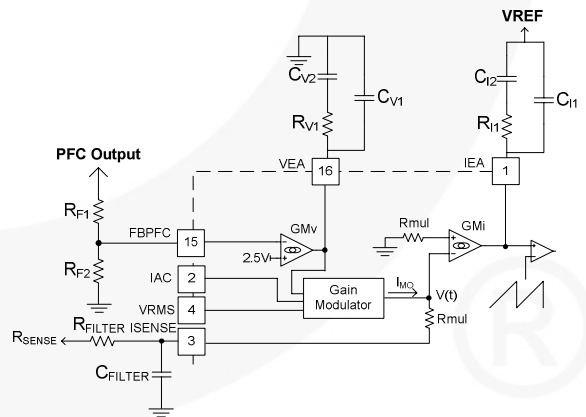 VREF
CV2
CV1
RV1
CI2
CI1
RI1
PFC Output
VEA
16
IEA
1
RF1
FBPFC
15
GMv
2.5V
Rmul
GMi
RF2
IAC
2
Gain
Modulator
IMO
V(t)
VRMS
4
RFILTER
ISENSE
RSENSE
3
Rmul
CFILTER
R